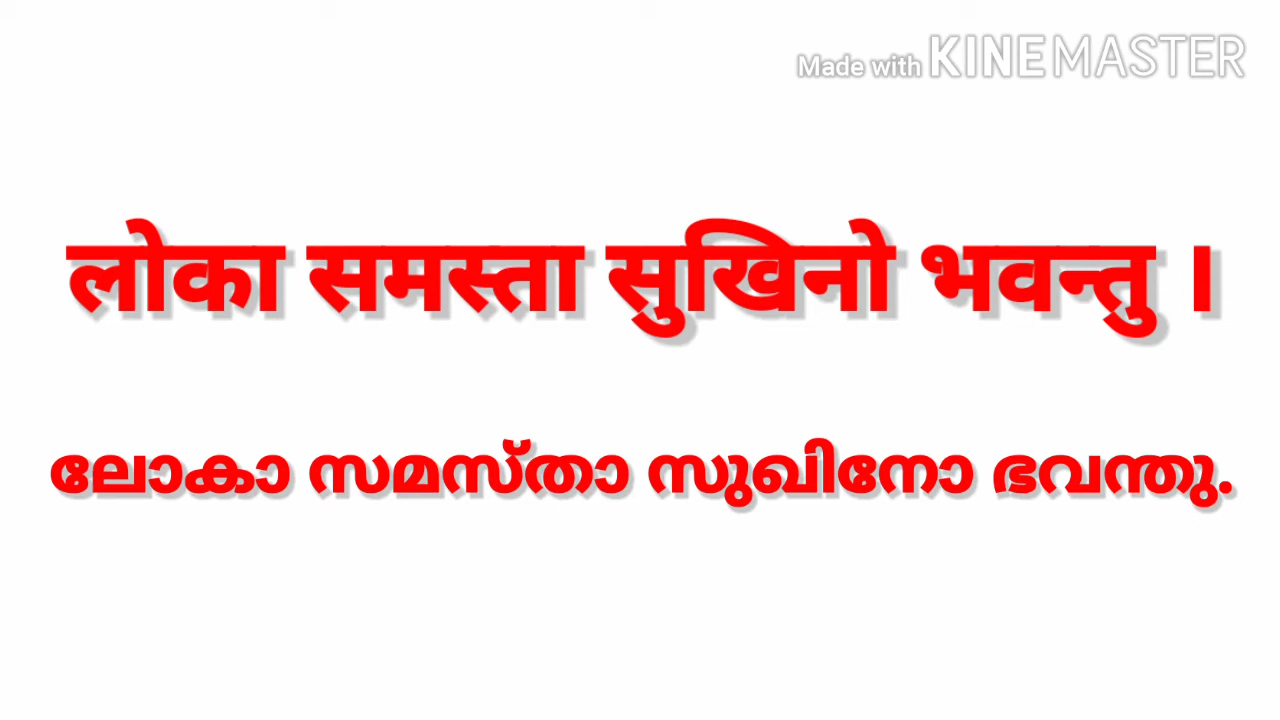 Made with KINEMASTER
लोका समस्ता सुखिनो भवन्तु ।
ലോകാ സമസ്താ സുഖിനോ ഭവന്തു.